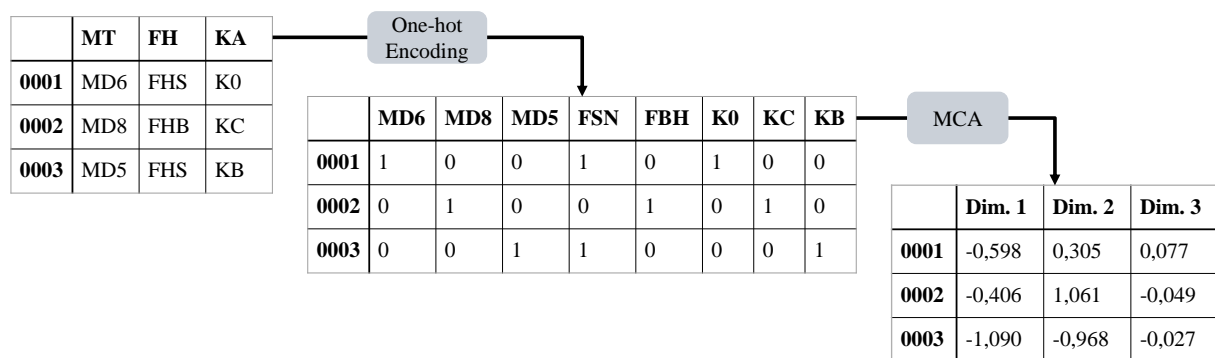 MT FH KA
0001 MD6 FHS K0
0002 MD8 FHB KC
0003 MD5 FHS KB
One-hot
Encoding
MD6 MD8 MD5 FSN FBH K0 KC KB
0001 1 0 0 1 0 1 0 0
0002 0 1 0 0 1 0 1 0
0003 0 0 1 1 0 0 0 1
MCA
Dim. 1 Dim. 2 Dim. 3
0001 -0,598 0,305 0,077
0002 -0,406 1,061 -0,049
0003 -1,090 -0,968 -0,027